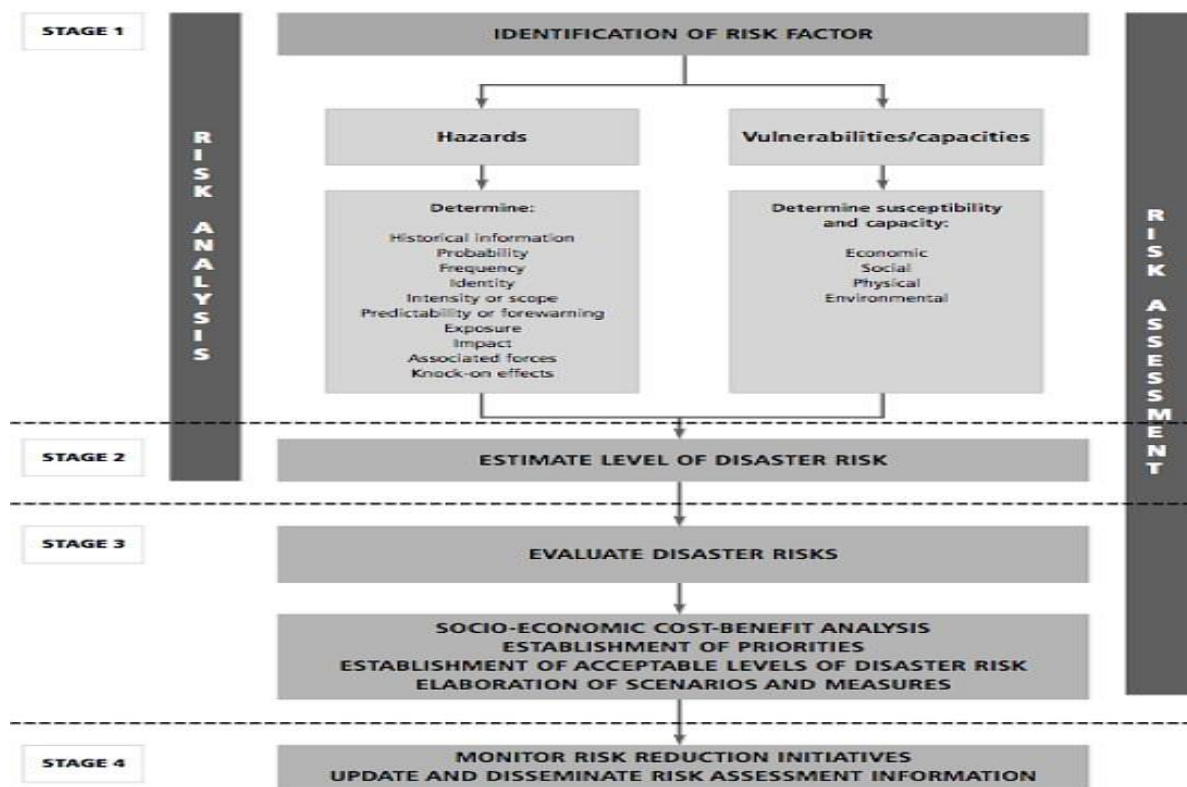 STAGE 1
RISK ANALYSIS
IDENTIFICATION OF RISK FACTOR
RISK ASSESSMENT
Hazards
Vulnerabilities/capacities
Determine:
Historical information
Probability
Frequency
Identity
Intensity or scope
Predictability or forewarning
Exposure
Impact
Associated forces
Knock-on effects
Determine susceptibility
and capacity:
Economic
Social
Physical
Environmental
STAGE 2
ESTIMATE LEVEL OF DISASTER RISK
STAGE 3
EVALUATE DISASTER RISKS
SOCIO-ECONOMIC COST-BENEFIT ANALYSIS
ESTABLISHMENT OF PRIORITIES
ESTABLISHMENT OF ACCEPTABLE LEVELS OF DISASTER RISK
ELABORATION OF SCENARIOS AND MEASURES
STAGE 4
MONITOR RISK REDUCTION INITIATIVES
UPDATE AND DISSEMINATE RISK ASSESSMENT INFORMATION